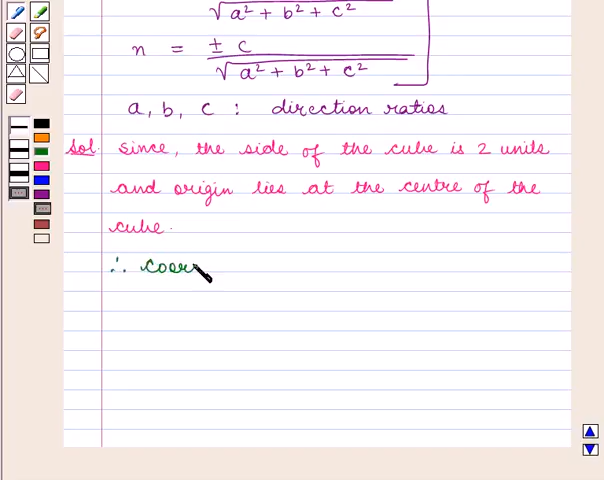 √a² + b² + c²
n = ± c
√a² + b² + c²
a, b, c : direction ratios
Sol. Since, the side of the cube is 2 units
and origin lies at the centre of the
cube.
∴ coor